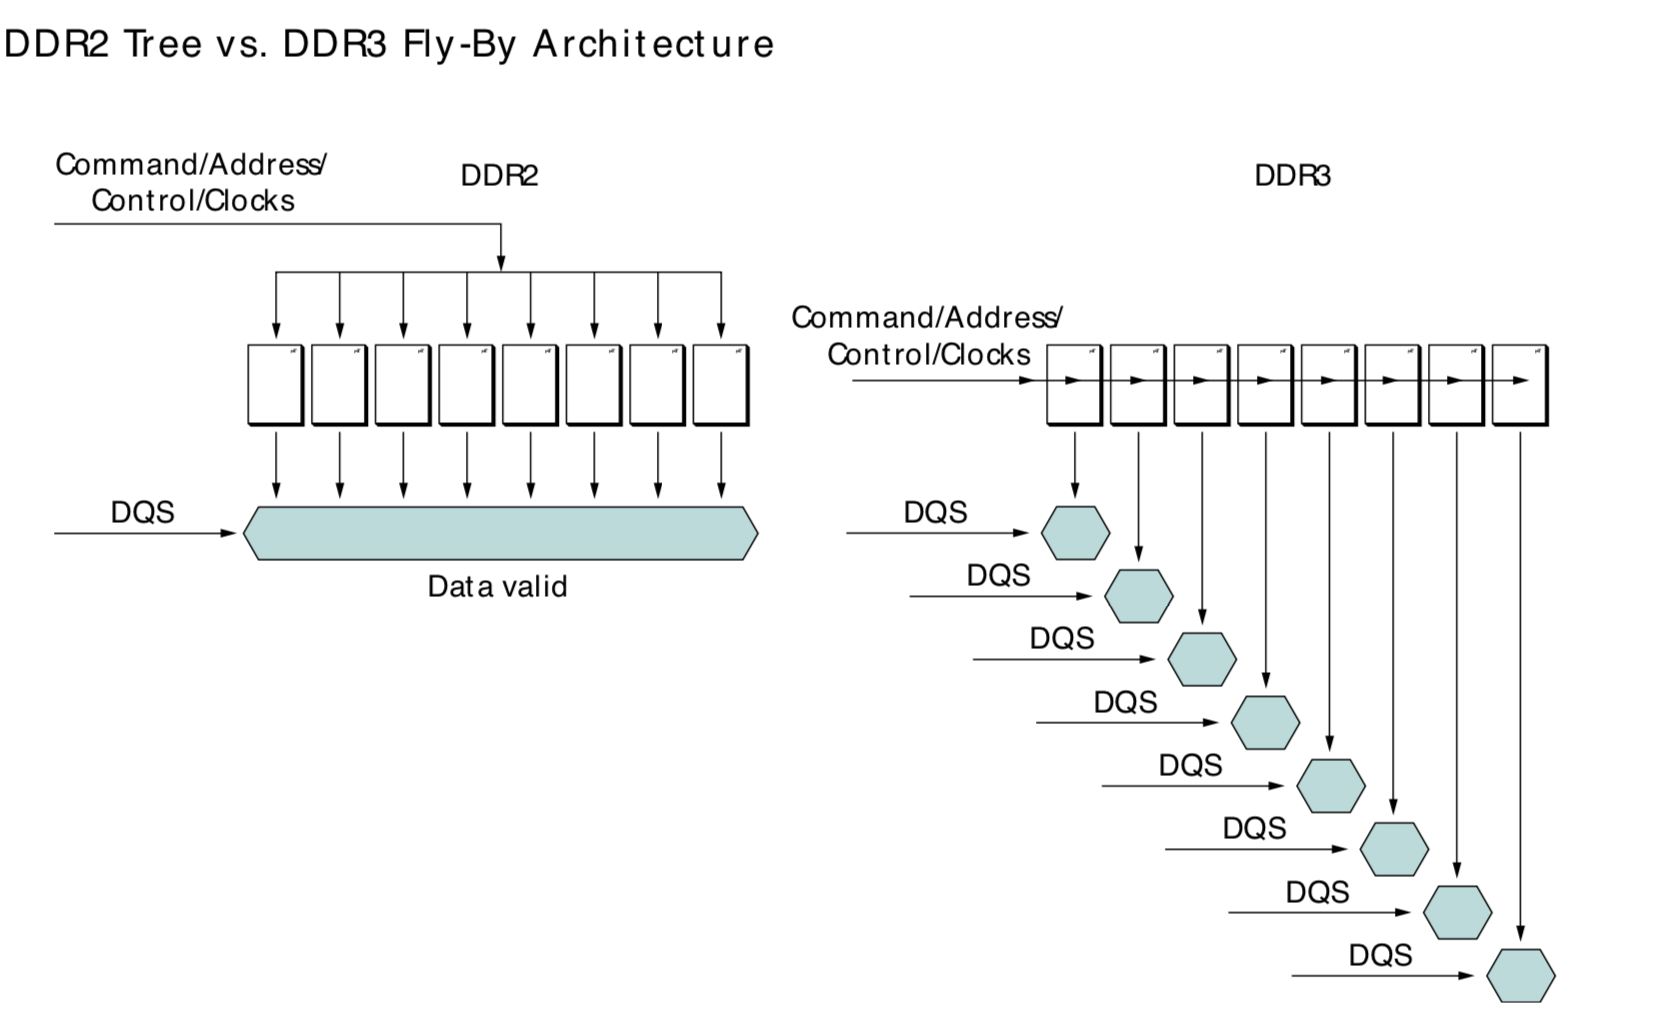 DDR2 Tree vs. DDR3 Fly-By Architecture
Command/Address/
Control/Clocks
DDR2
DQS
Data valid
DDR3
Command/Address/
Control/Clocks
DQS
DQS
DQS
DQS
DQS
DQS
DQS
DQS